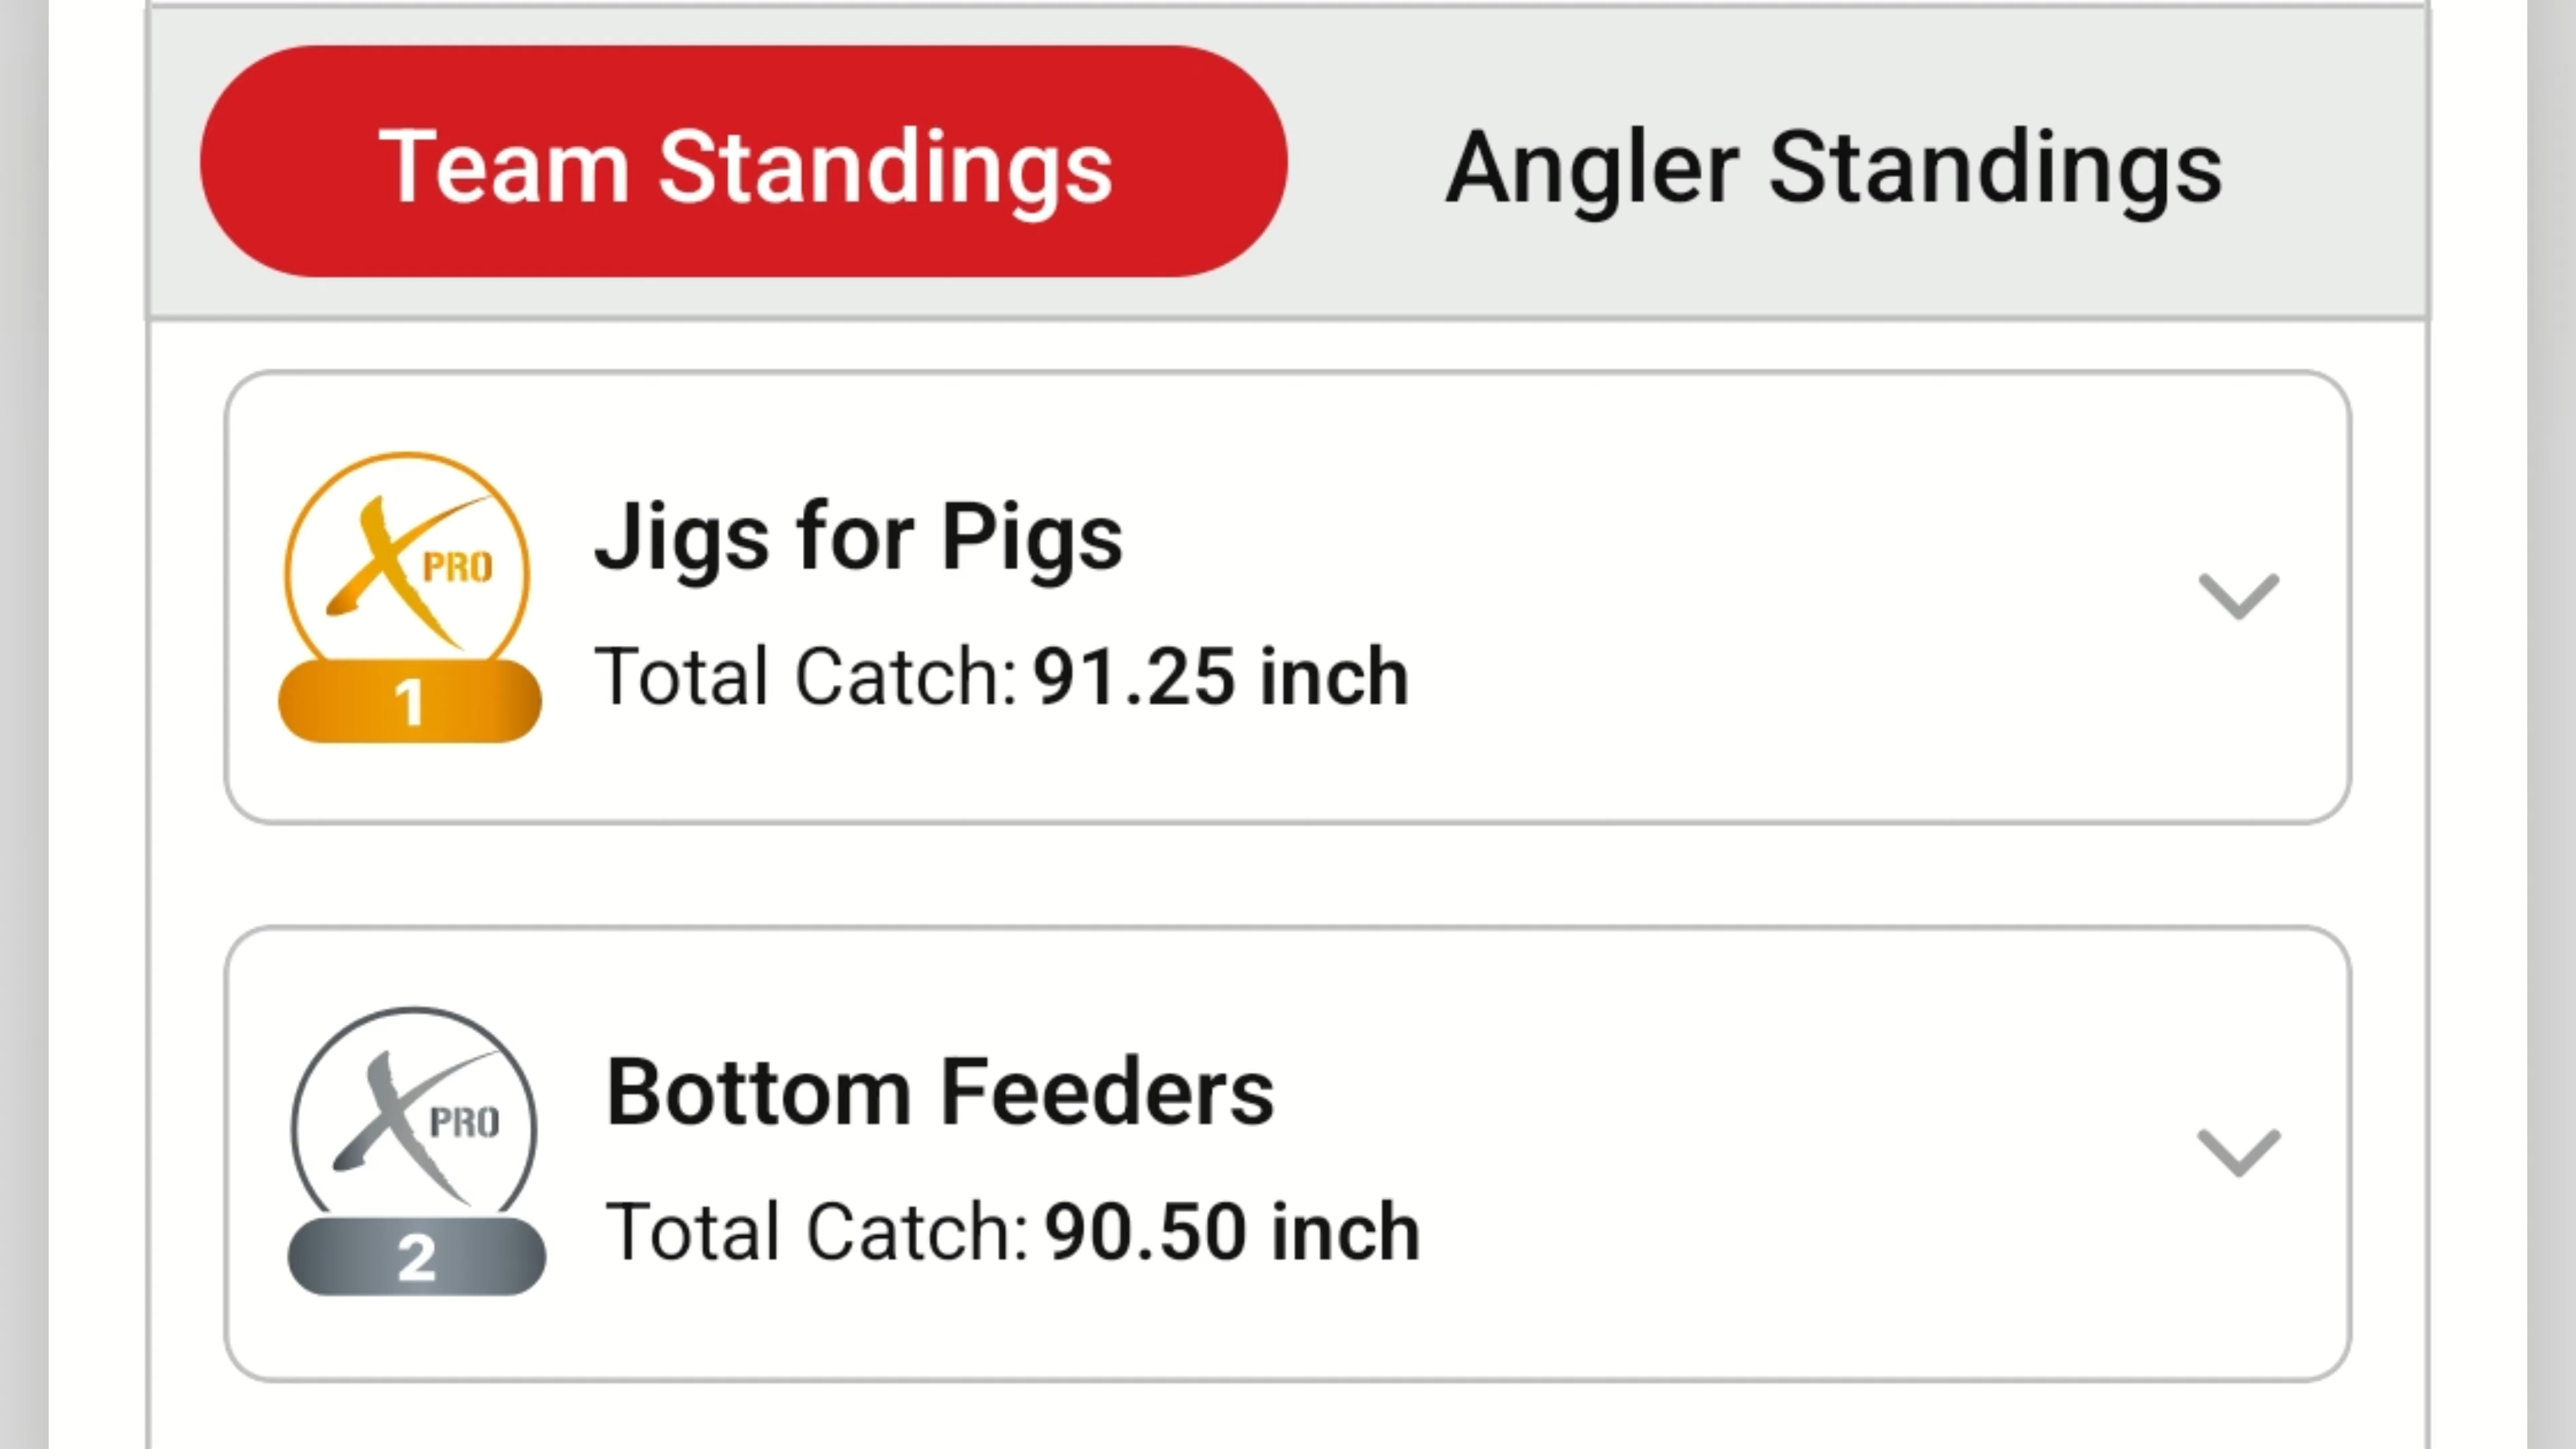 Team Standings
Angler Standings
X PRO
1
Jigs for Pigs
Total Catch: 91.25 inch
X PRO
2
Bottom Feeders
Total Catch: 90.50 inch